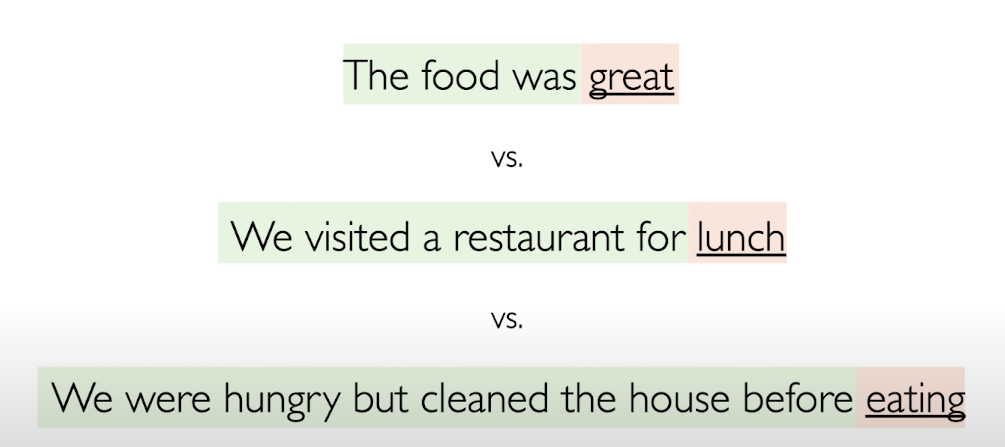 The food was great
vs.
We visited a restaurant for lunch
vs.
We were hungry but cleaned the house before eating